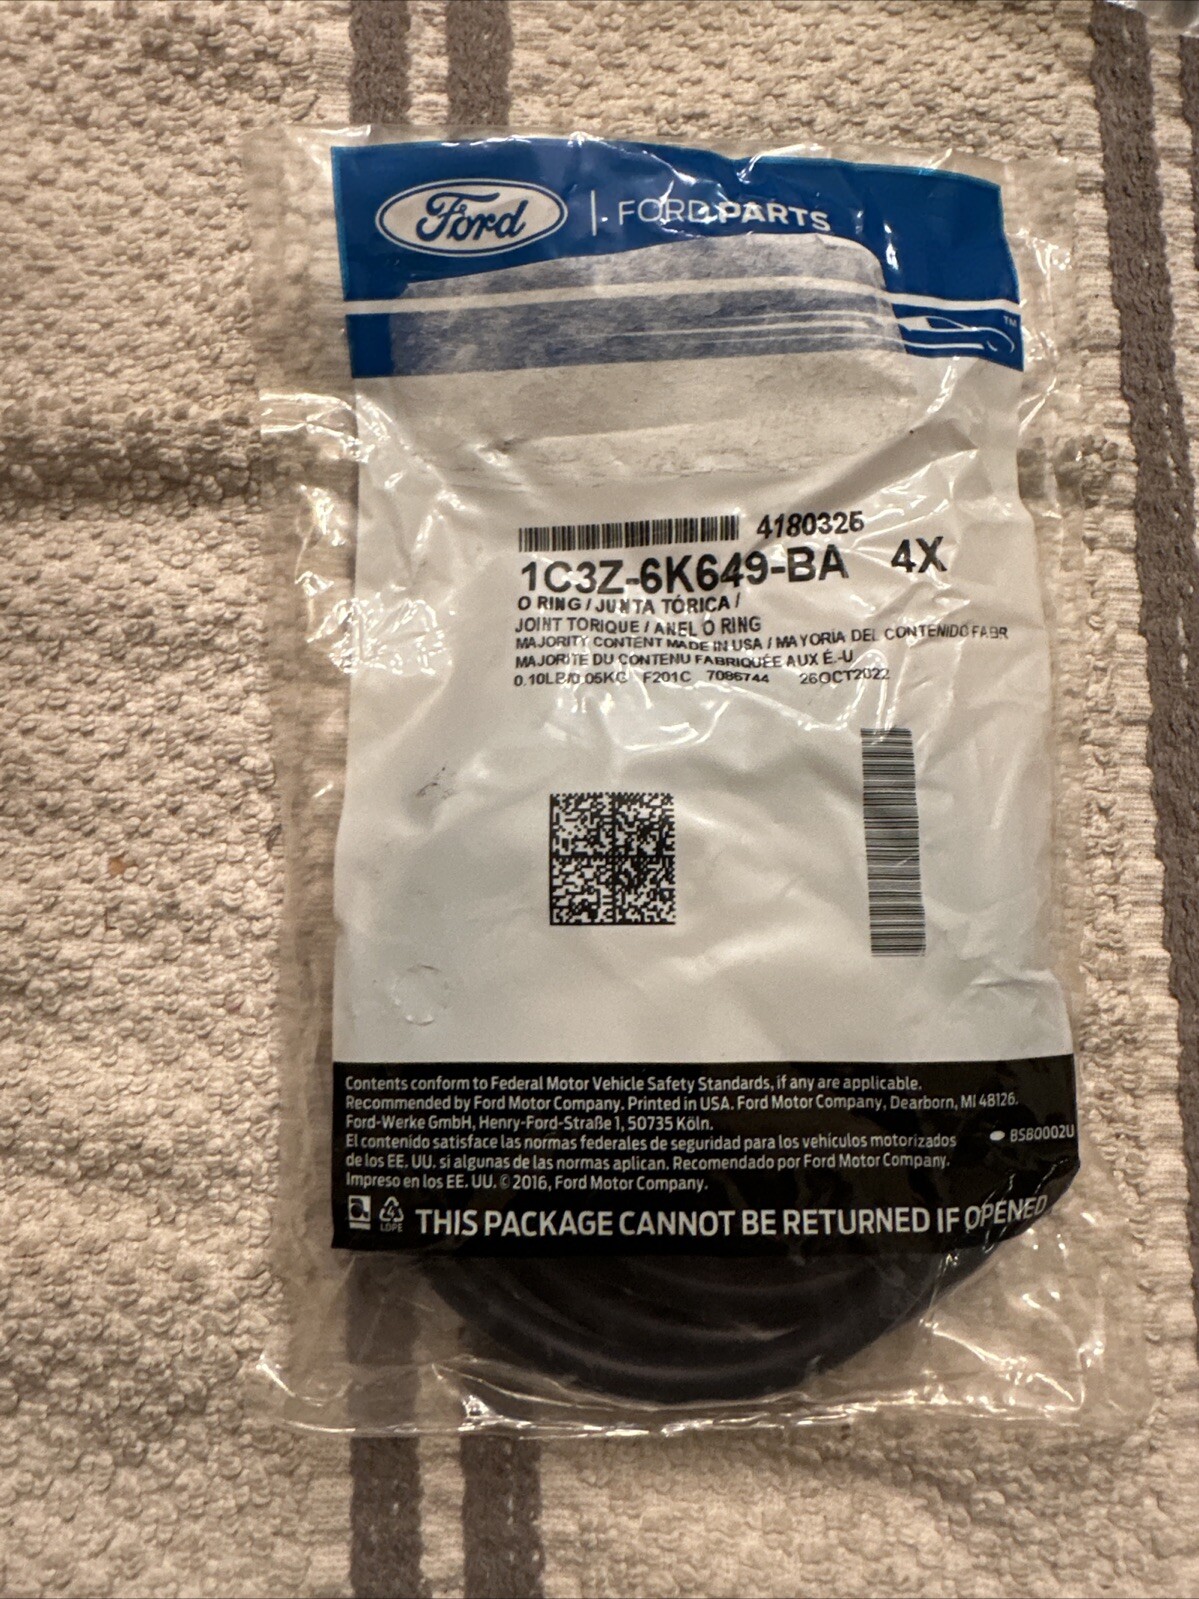 Ford | FORD PARTS
TM
4180325
1C3Z-6K649-BA 4X
O RING / JUNTA TÓRICA /
JOINT TORIQUE / ANEL O RING
MAJORITY CONTENT MADE IN USA / MAYORÍA DEL CONTENIDO FABR
MAJORITÉ DU CONTENU FABRIQUÉE AUX É.-U
0.10LB/0.05KG F201C 7086744 26OCT2022
Contents conform to Federal Motor Vehicle Safety Standards, if any are applicable.
Recommended by Ford Motor Company. Printed in USA. Ford Motor Company, Dearborn, MI 48126.
Ford-Werke GmbH, Henry-Ford-Straße 1, 50735 Köln.
El contenido satisface las normas federales de seguridad para los vehículos motorizados
BSB0002U
de los EE. UU. si algunas de las normas aplican. Recomendado por Ford Motor Company.
Impreso en los EE. UU. © 2016, Ford Motor Company.
4
LDPE
THIS PACKAGE CANNOT BE RETURNED IF OPENED